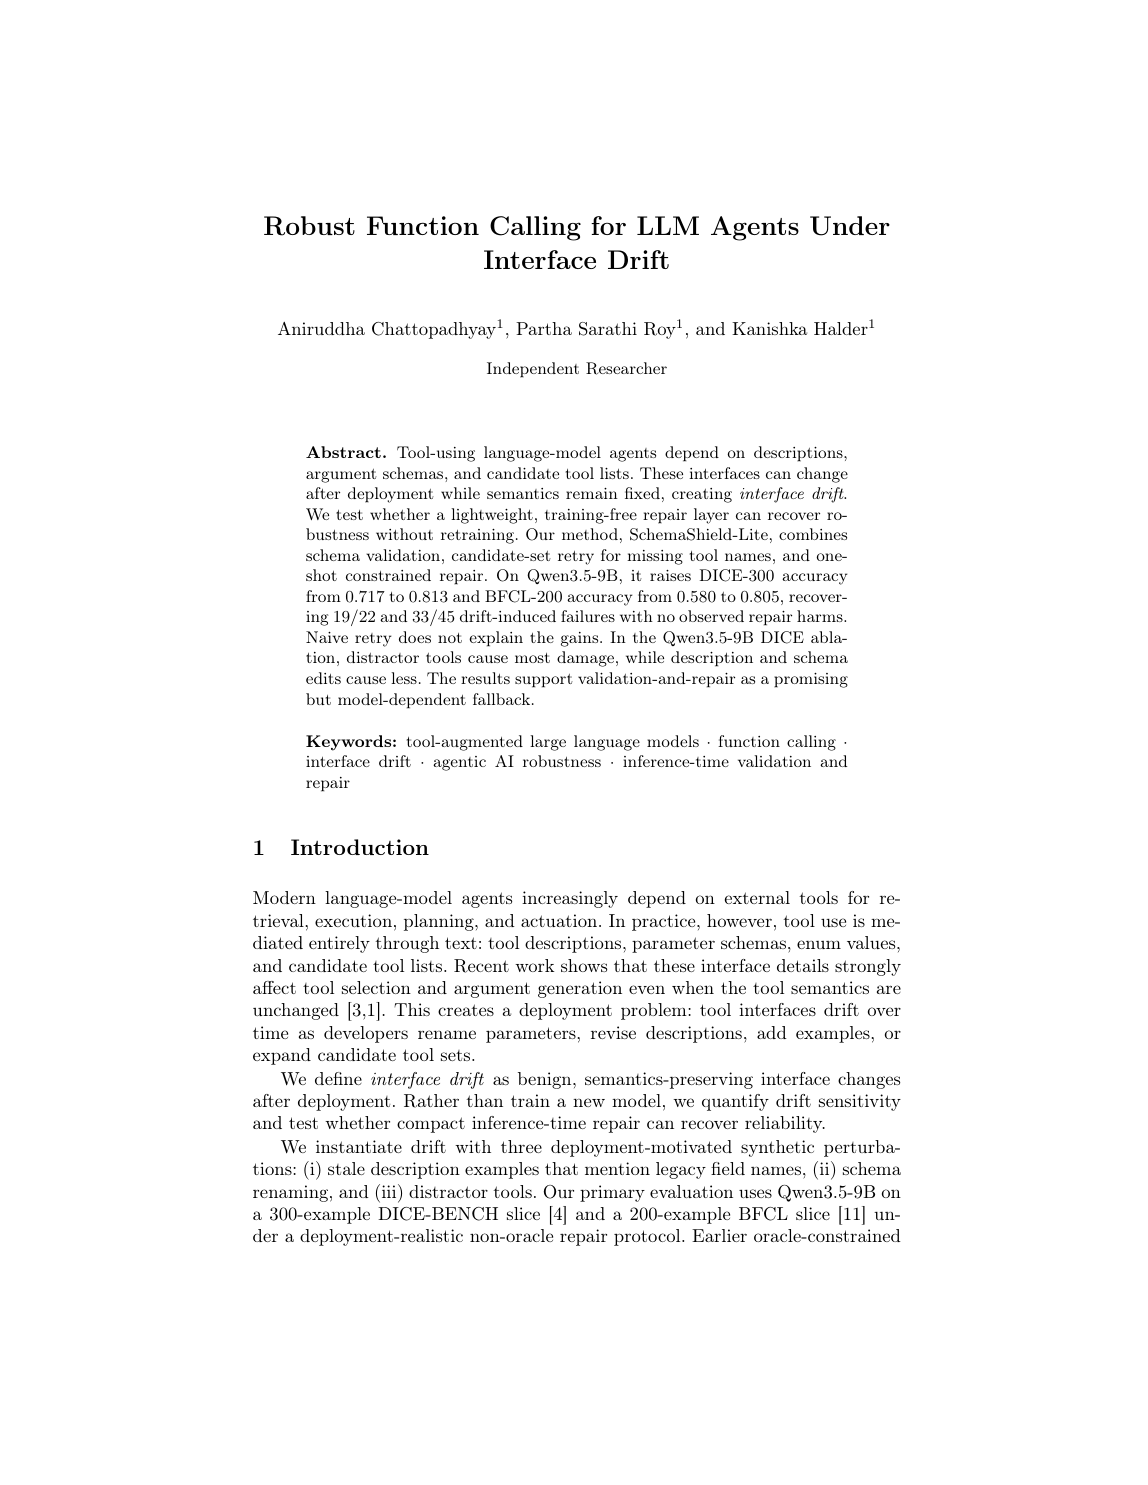 Robust Function Calling for LLM Agents Under
Interface Drift
Aniruddha Chattopadhyay¹, Partha Sarathi Roy¹, and Kanishka Halder¹
Independent Researcher
Abstract. Tool-using language-model agents depend on descriptions,
argument schemas, and candidate tool lists. These interfaces can change
after deployment while semantics remain fixed, creating interface drift.
We test whether a lightweight, training-free repair layer can recover ro-
bustness without retraining. Our method, SchemaShield-Lite, combines
schema validation, candidate-set retry for missing tool names, and one-
shot constrained repair. On Qwen3.5-9B, it raises DICE-300 accuracy
from 0.717 to 0.813 and BFCL-200 accuracy from 0.580 to 0.805, recover-
ing 19/22 and 33/45 drift-induced failures with no observed repair harms.
Naive retry does not explain the gains. In the Qwen3.5-9B DICE abla-
tion, distractor tools cause most damage, while description and schema
edits cause less. The results support validation-and-repair as a promising
but model-dependent fallback.
Keywords: tool-augmented large language models · function calling ·
interface drift · agentic AI robustness · inference-time validation and
repair
1 Introduction
Modern language-model agents increasingly depend on external tools for re-
trieval, execution, planning, and actuation. In practice, however, tool use is me-
diated entirely through text: tool descriptions, parameter schemas, enum values,
and candidate tool lists. Recent work shows that these interface details strongly
affect tool selection and argument generation even when the tool semantics are
unchanged [3,1]. This creates a deployment problem: tool interfaces drift over
time as developers rename parameters, revise descriptions, add examples, or
expand candidate tool sets.
We define interface drift as benign, semantics-preserving interface changes
after deployment. Rather than train a new model, we quantify drift sensitivity
and test whether compact inference-time repair can recover reliability.
We instantiate drift with three deployment-motivated synthetic perturba-
tions: (i) stale description examples that mention legacy field names, (ii) schema
renaming, and (iii) distractor tools. Our primary evaluation uses Qwen3.5-9B on
a 300-example DICE-BENCH slice [4] and a 200-example BFCL slice [11] un-
der a deployment-realistic non-oracle repair protocol. Earlier oracle-constrained